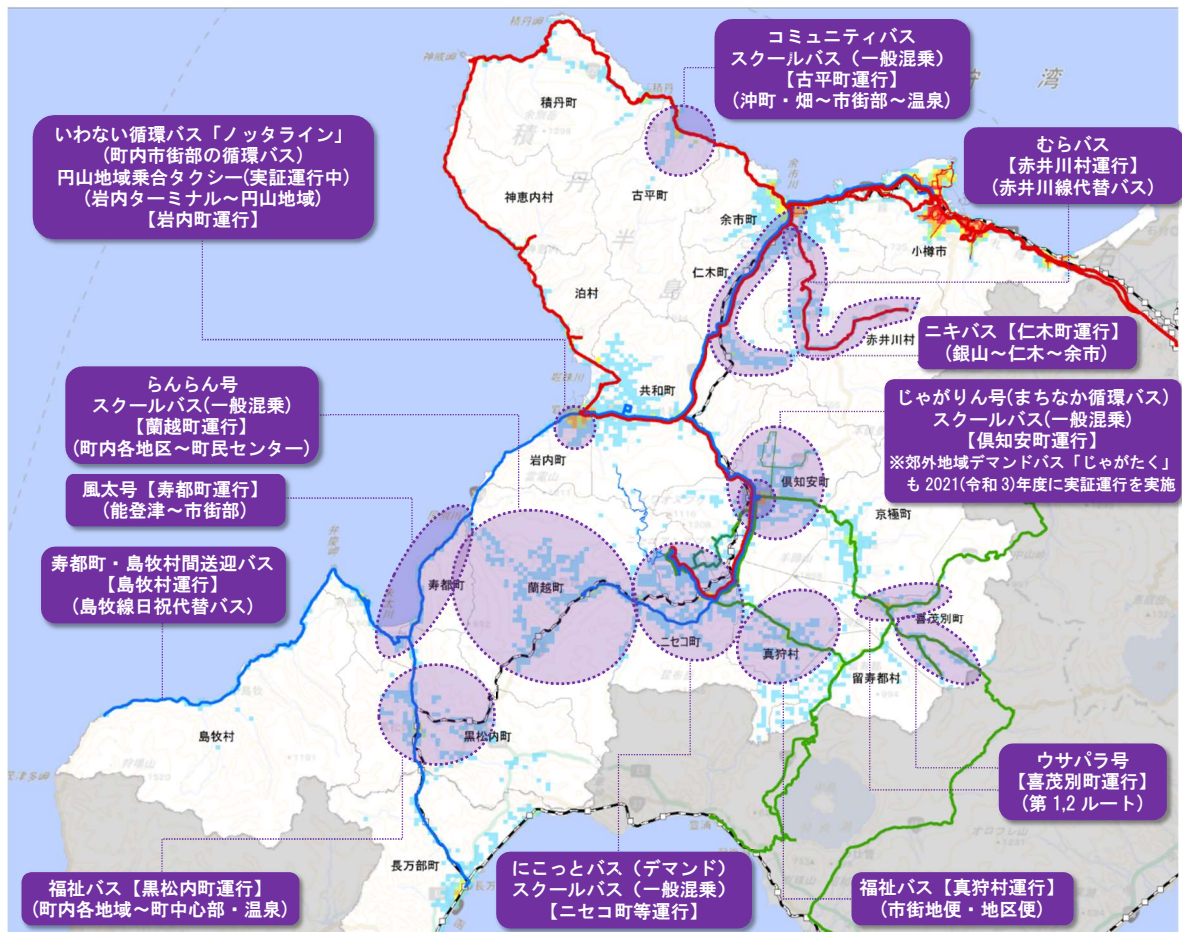 コミュニティバス
スクールバス（一般混乗）
【古平町運行】
(沖町・畑～市街部～温泉)
いわない循環バス「ノッタライン」
(町内市街部の循環バス)
円山地域乗合タクシー(実証運行中)
(岩内ターミナル～円山地域)
【岩内町運行】
むらバス
【赤井川村運行】
(赤井川線代替バス)
ニキバス【仁木町運行】
(銀山～仁木～余市)
らんらん号
スクールバス(一般混乗)
【蘭越町運行】
(町内各地区～町民センター)
じゃがりん号(まちなか循環バス)
スクールバス(一般混乗)
【倶知安町運行】
※郊外地域デマンドバス「じゃがたく」
も 2021(令和 3)年度に実証運行を実施
風太号【寿都町運行】
(能登津～市街部)
寿都町・島牧村間送迎バス
【島牧村運行】
(島牧線日祝代替バス)
ウサパラ号
【喜茂別町運行】
(第 1,2 ルート)
福祉バス【黒松内町運行】
(町内各地域～町中心部・温泉)
にこっとバス（デマンド）
スクールバス（一般混乗）
【ニセコ町等運行】
福祉バス【真狩村運行】
(市街地便・地区便)
積丹岬
神威岬
積丹町
積丹半島
湾
神恵内村
古平町
余市町
余市川
小樽市
仁木町
泊村
赤井川村
共和町
岩内町
倶知安町
京極町
寿都町
蘭越町
ニセコ町
真狩村
喜茂別町
留寿都村
島牧村
黒松内町
長万部町